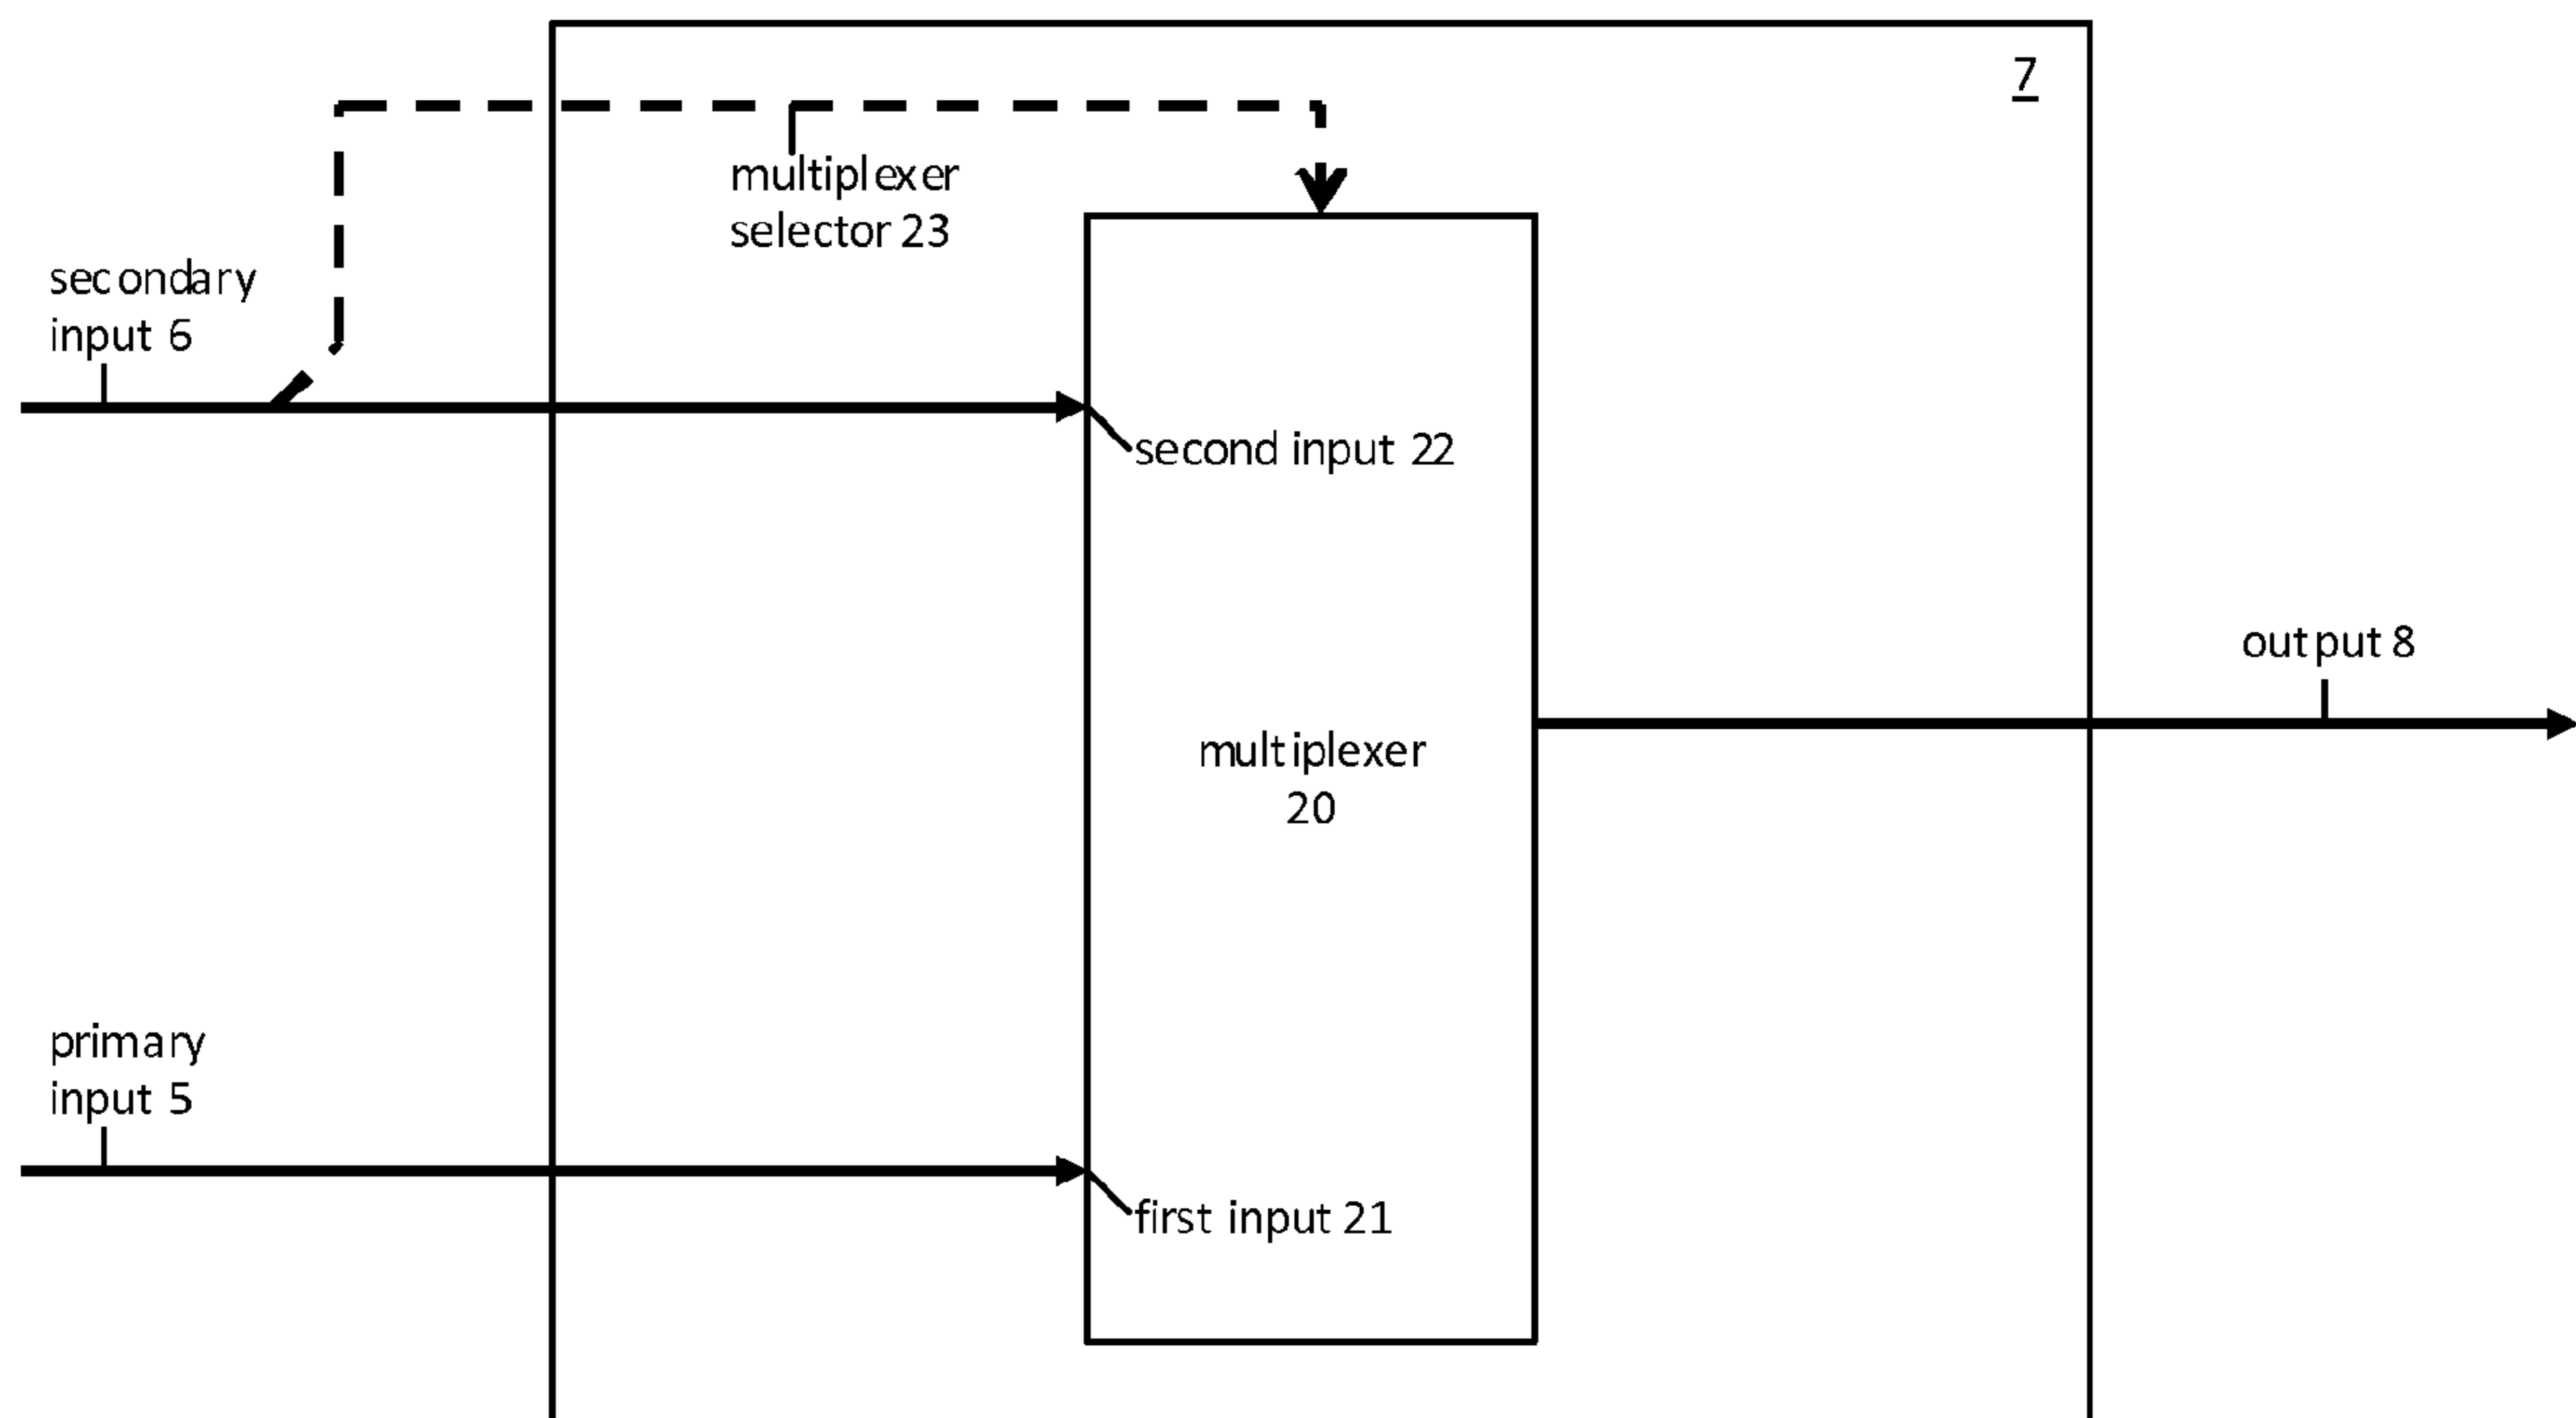 7
multiplexer
selector 23
secondary
input 6
second input 22
output 8
multiplexer
20
primary
input 5
first input 21